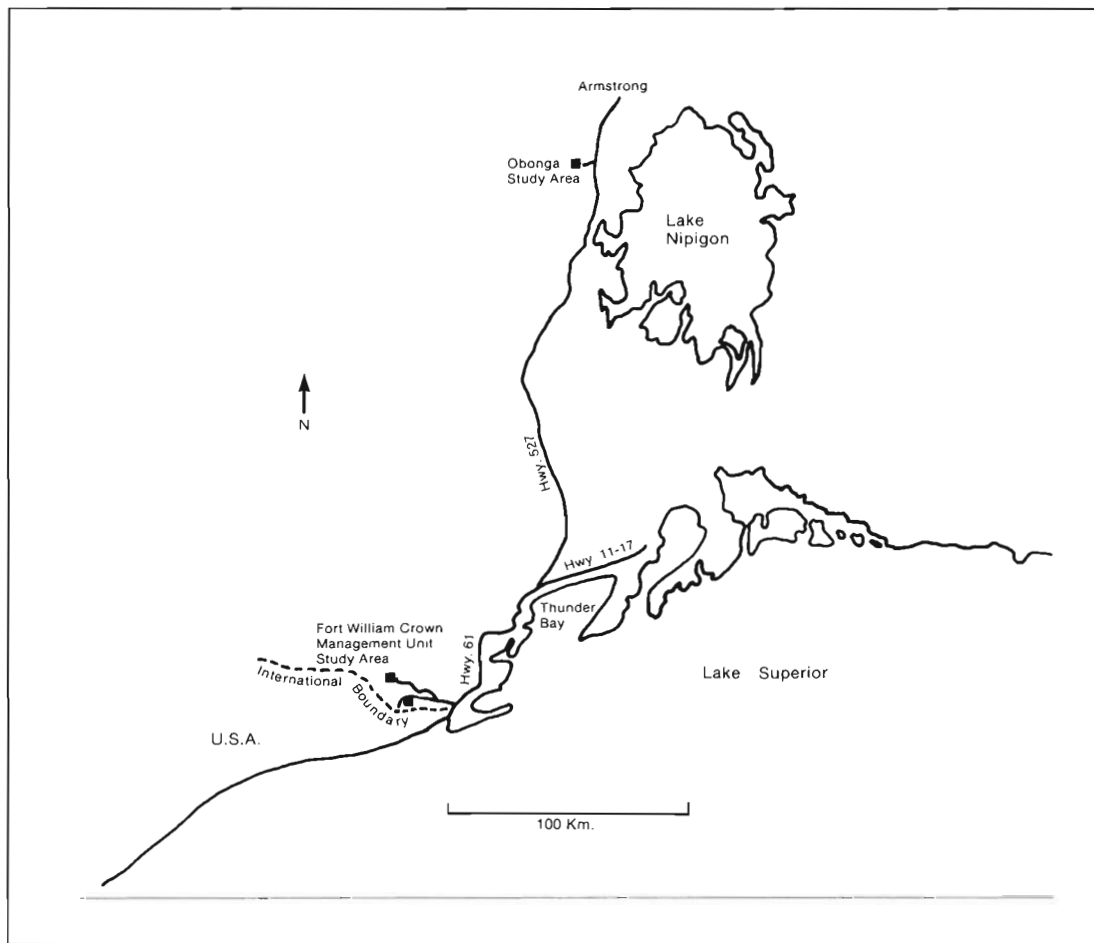 Armstrong
Obonga
Study Area
Lake
Nipigon
N
Hwy. 527
Hwy 11-17
Thunder
Bay
Fort William Crown
Management Unit
Study Area
Hwy. 61
International
Boundary
Lake Superior
U.S.A.
100 Km.